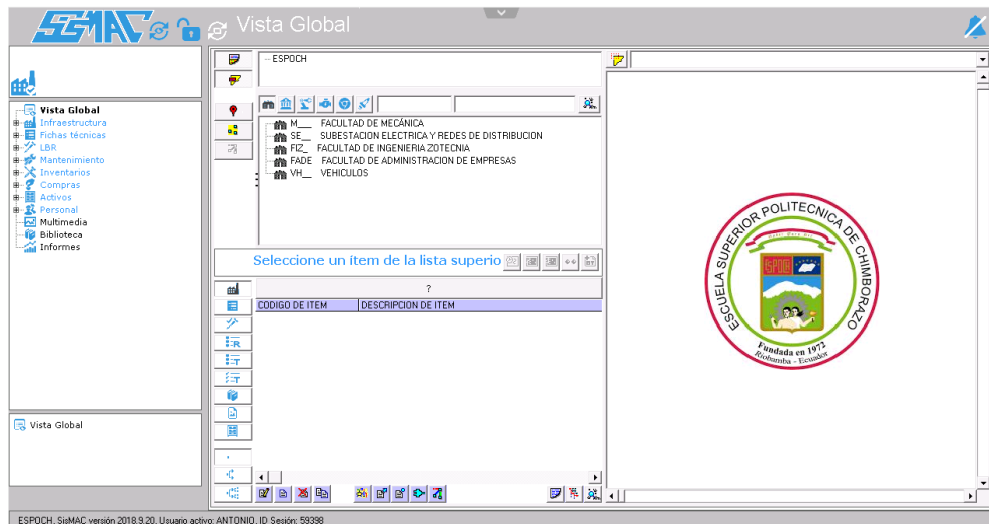 SisMAC
Vista Global
ESPOCH
Vista Global
Infraestructura
Fichas técnicas
LBR
Mantenimiento
Inventarios
Compras
Activos
Personal
Multimedia
Biblioteca
Informes
M___ FACULTAD DE MECÁNICA
SE__ SUBESTACION ELECTRICA Y REDES DE DISTRIBUCION
FIZ_ FACULTAD DE INGENIERIA ZOTECNIA
FADE FACULTAD DE ADMINISTRACION DE EMPRESAS
VH__ VEHICULOS
Seleccione un ítem de la lista superio
?
CODIGO DE ITEM DESCRIPCION DE ITEM
R
T
T
ESCUELA SUPERIOR POLITECNICA DE CHIMBORAZO
ESPOCH
Fundada en 1972
Riobamba - Ecuador
Vista Global
ESPOCH, SisMAC versión 2018.9.20, Usuario activo: ANTONIO, ID Sesión: 59398